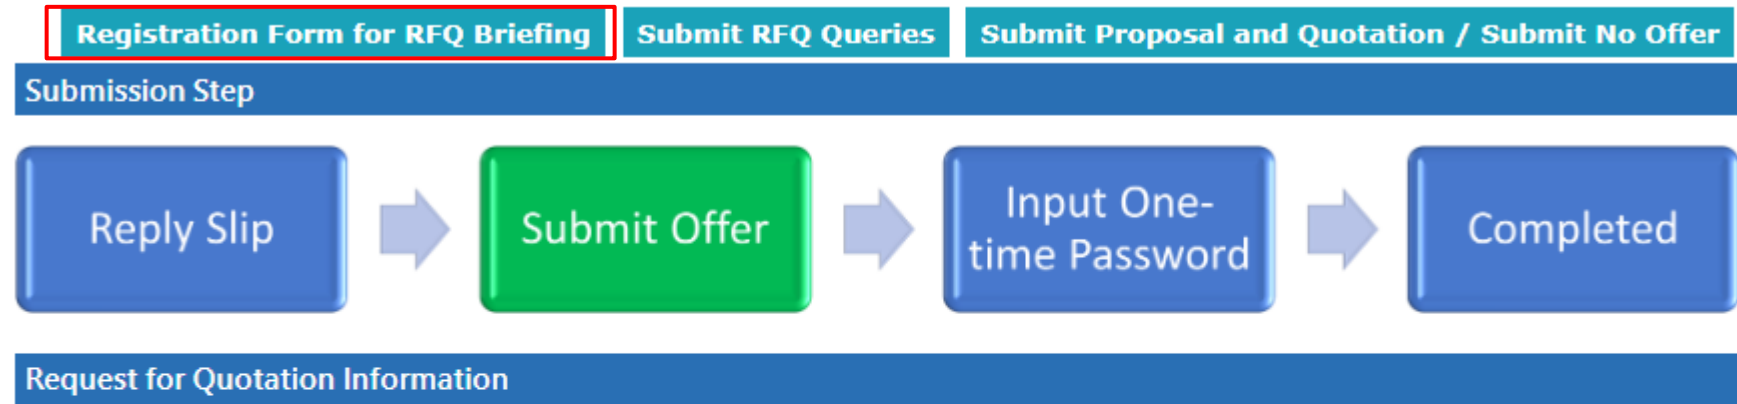 Registration Form for RFQ Briefing
Submit RFQ Queries
Submit Proposal and Quotation / Submit No Offer
Submission Step
Reply Slip
Submit Offer
Input One-
time Password
Completed
Request for Quotation Information